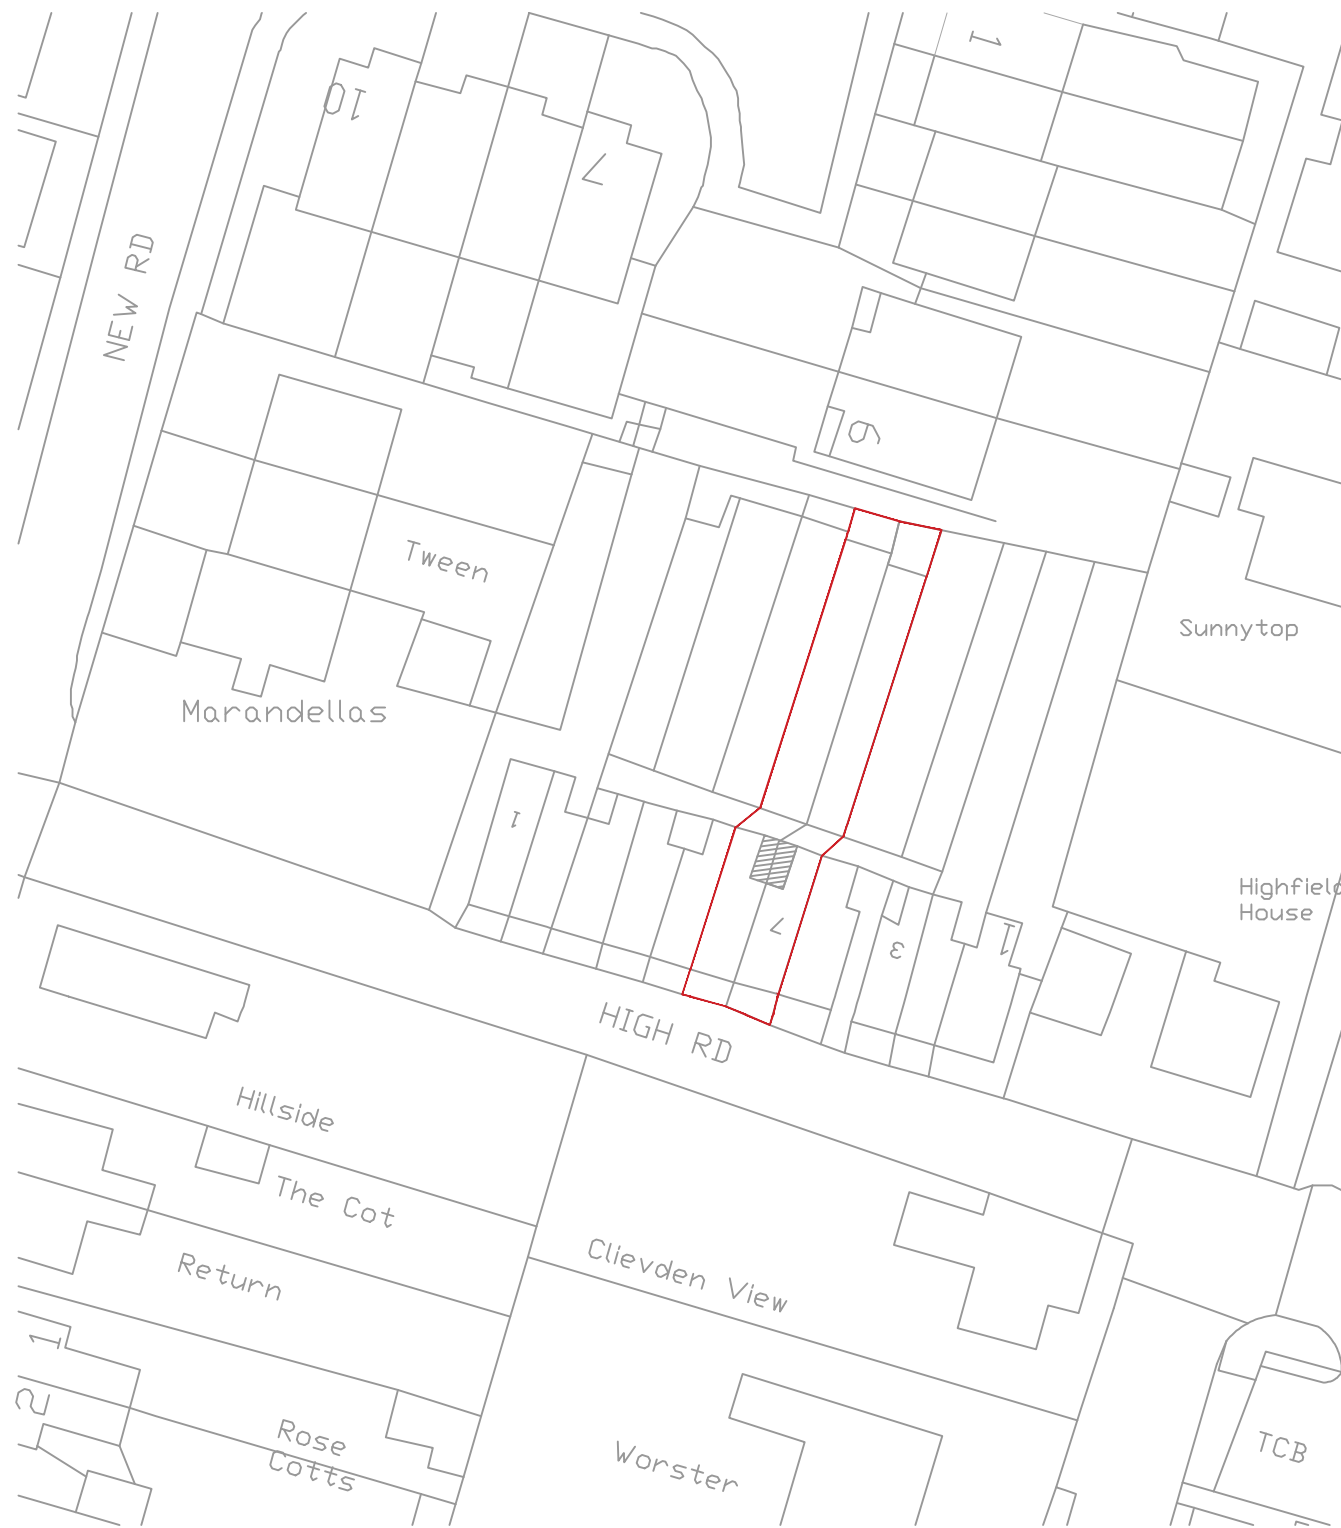 1
10
7
NEW RD
6
Tween
Sunnytop
Marandellas
1
Highfield
House
7
3
1
HIGH RD
Hillside
The Cot
Return
Clievden View
1
2
Rose
Cotts
Worster
TCB